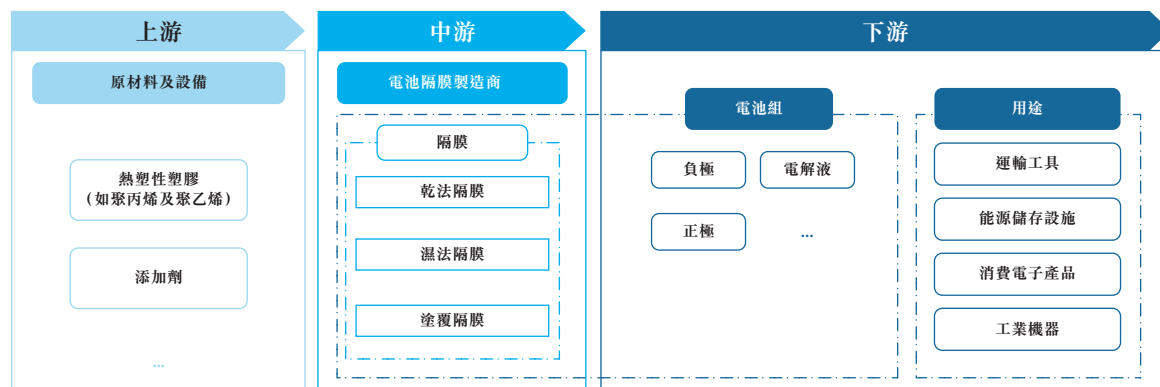 上游
原材料及設備
熱塑性塑膠
（如聚丙烯及聚乙烯）
添加劑
...
中游
電池隔膜製造商
隔膜
乾法隔膜
濕法隔膜
塗覆隔膜
下游
電池組
負極
電解液
正極
...
用途
運輸工具
能源儲存設施
消費電子產品
工業機器